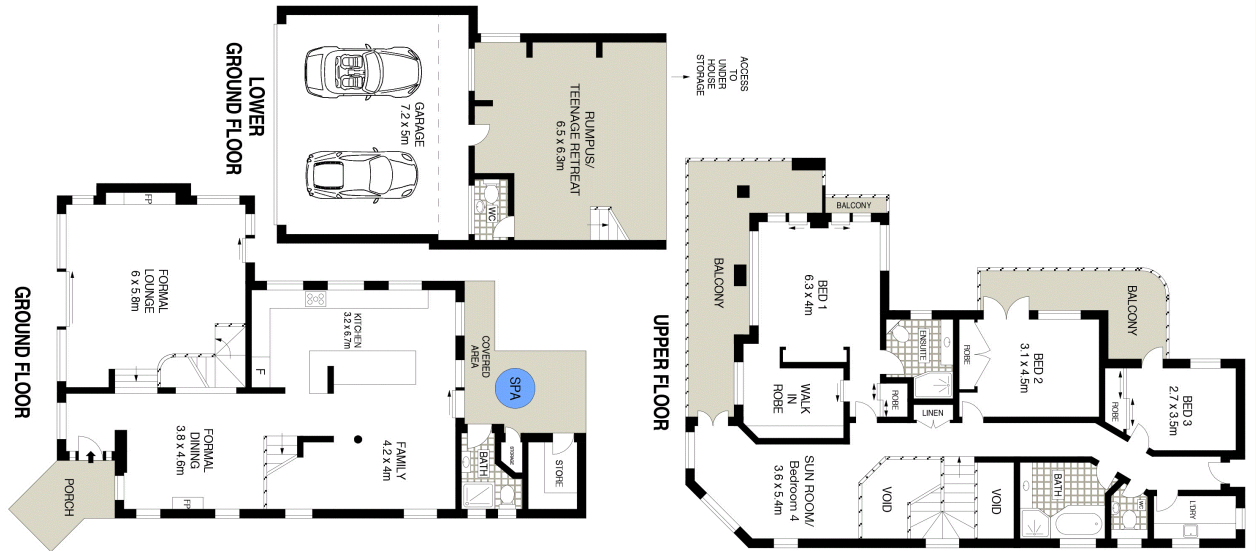 LOWER
GROUND FLOOR
GARAGE
7.2 x 5m
RUMPUS/
TEENAGE RETREAT
6.5 x 6.3m
WC
ACCESS
TO
UNDER
HOUSE
STORAGE
GROUND FLOOR
FP
FORMAL
LOUNGE
6 x 5.8m
KITCHEN
3.2 x 6.7m
F
COVERED
AREA
SPA
FORMAL
DINING
3.8 x 4.6m
FP
FAMILY
4.2 x 4m
BATH
STORAGE
STORE
PORCH
UPPER FLOOR
BALCONY
BALCONY
BED 1
6.3 x 4m
WALK
IN
ROBE
ENSUITE
ROBE
LINEN
ROBE
BED 2
3.1 x 4.5m
BALCONY
ROBE
BED 3
2.7 x 3.5m
SUN ROOM/
Bedroom 4
3.6 x 5.4m
VOID
VOID
BATH
WC
L'DRY